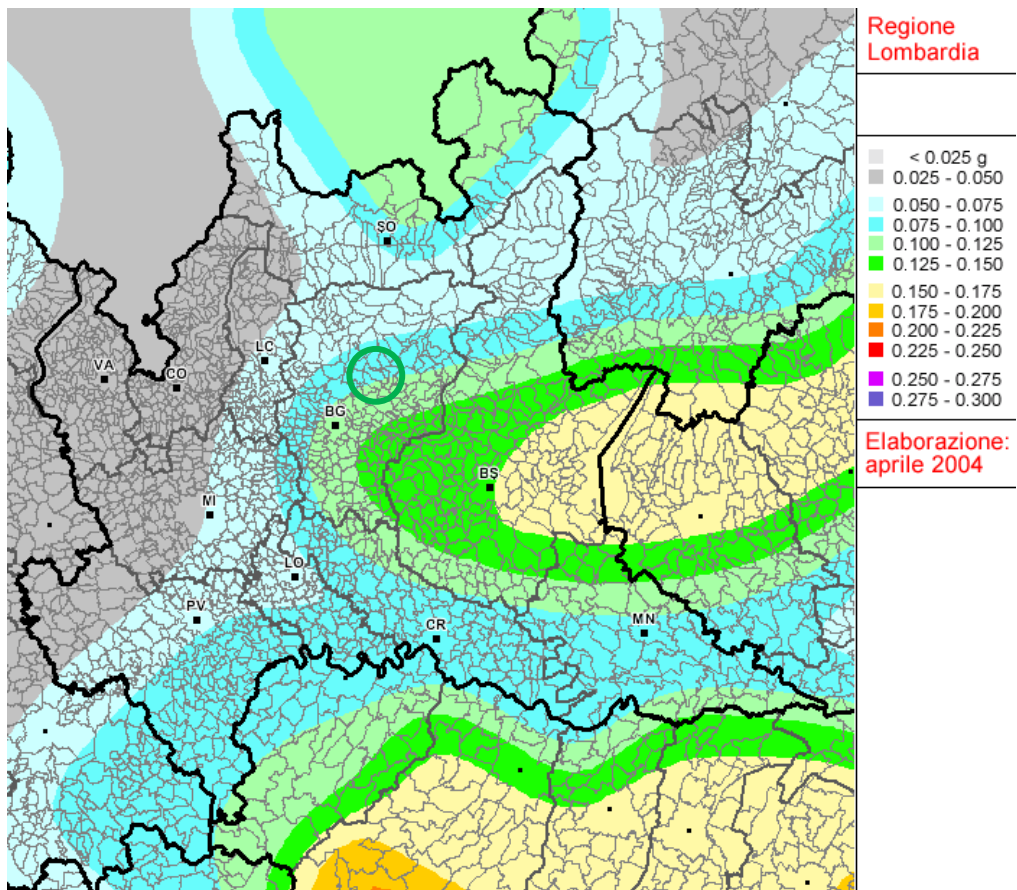 Regione
Lombardia
< 0.025 g
0.025 - 0.050
0.050 - 0.075
0.075 - 0.100
0.100 - 0.125
0.125 - 0.150
0.150 - 0.175
0.175 - 0.200
0.200 - 0.225
0.225 - 0.250
0.250 - 0.275
0.275 - 0.300
Elaborazione:
aprile 2004
SO
LC
VA
CO
BG
BS
MI
LO
PV
CR
MN